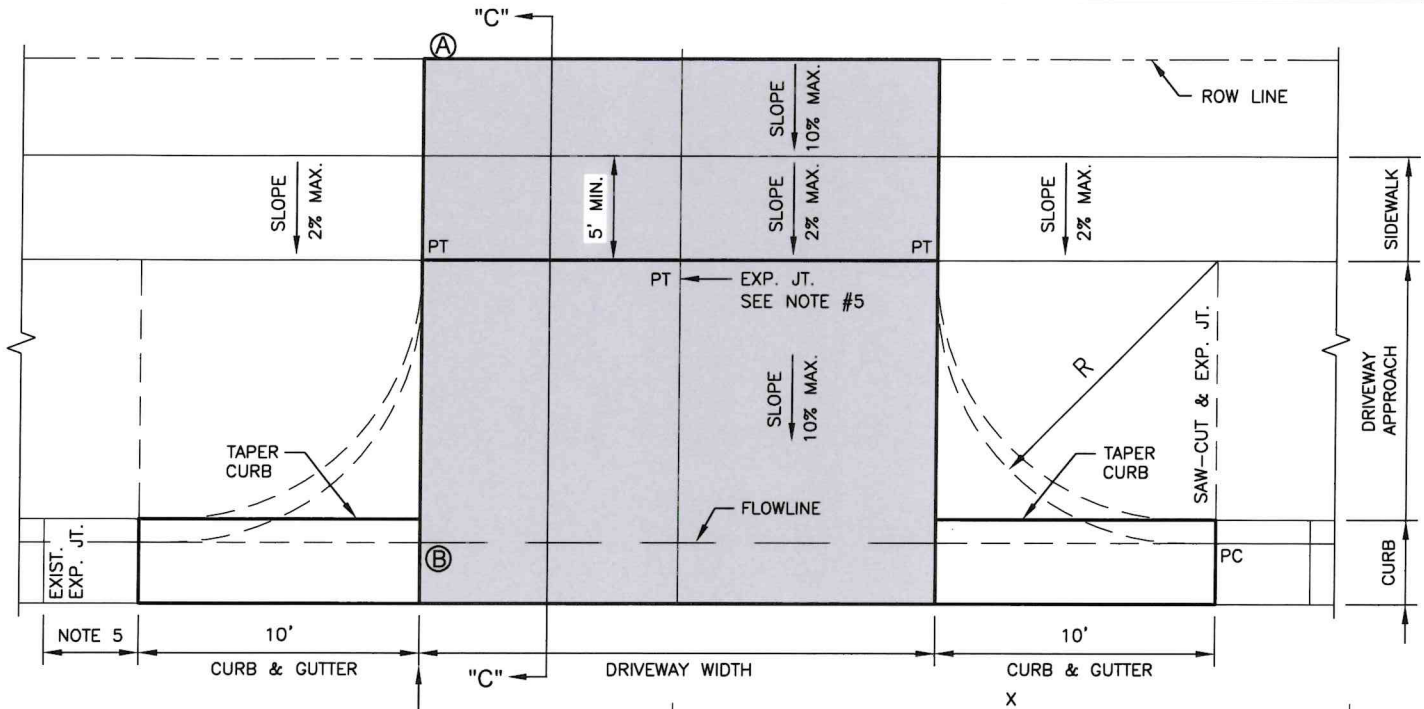 "C"
A
ROW LINE
SLOPE
10% MAX.
SLOPE
2% MAX.
5' MIN.
SLOPE
2% MAX.
SLOPE
2% MAX.
SIDEWALK
PT
PT
PT
EXP. JT.
SEE NOTE #5
R
SAW-CUT & EXP. JT.
DRIVEWAY
APPROACH
SLOPE
10% MAX.
TAPER
CURB
TAPER
CURB
FLOWLINE
EXIST.
EXP. JT.
B
PC
CURB
NOTE 5
10'
10'
CURB & GUTTER
"C"
DRIVEWAY WIDTH
CURB & GUTTER
X